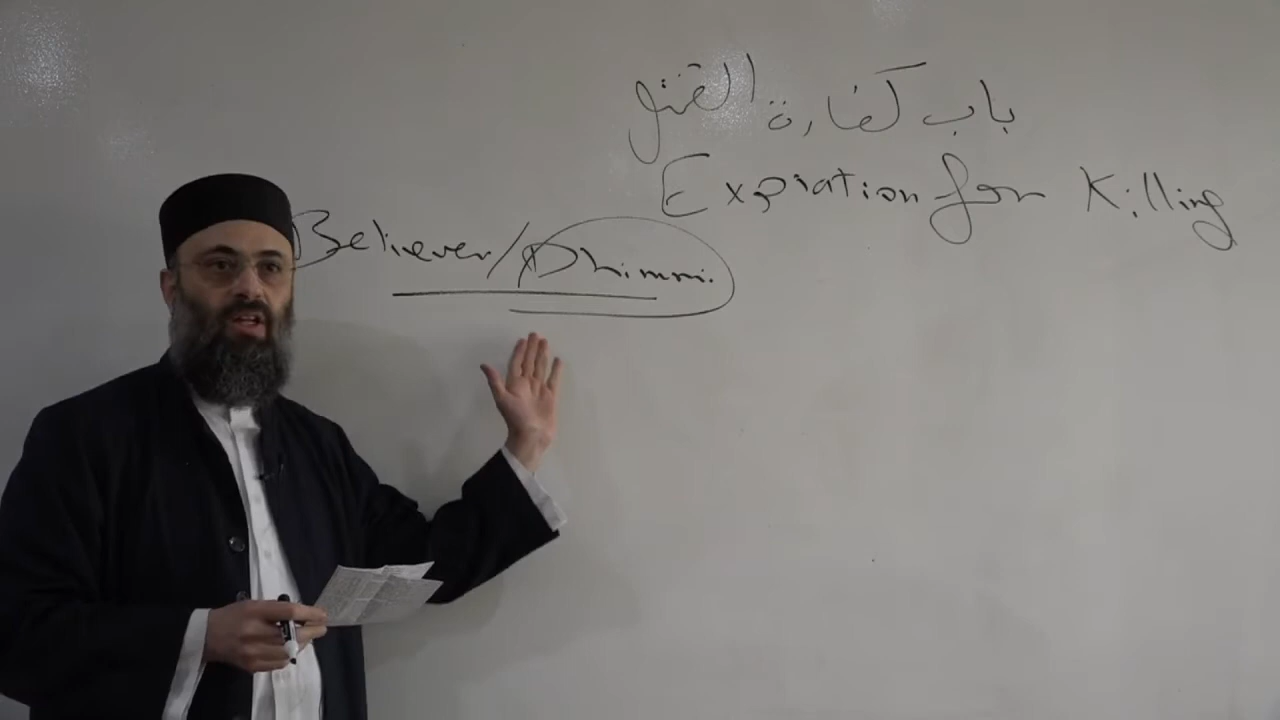 باب كفارة القتل
Expiation for Killing
Believer/Dhimmi.